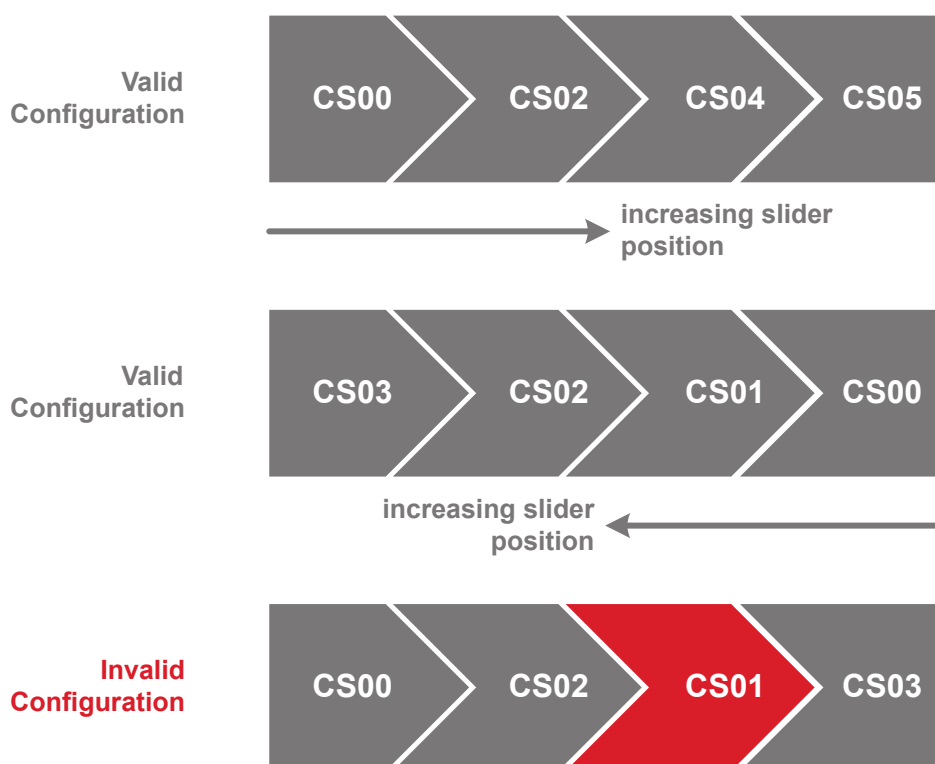 Valid
Configuration
CS00 CS02 CS04 CS05
increasing slider
position
Valid
Configuration
CS03 CS02 CS01 CS00
increasing slider
position
Invalid
Configuration
CS00 CS02 CS01 CS03